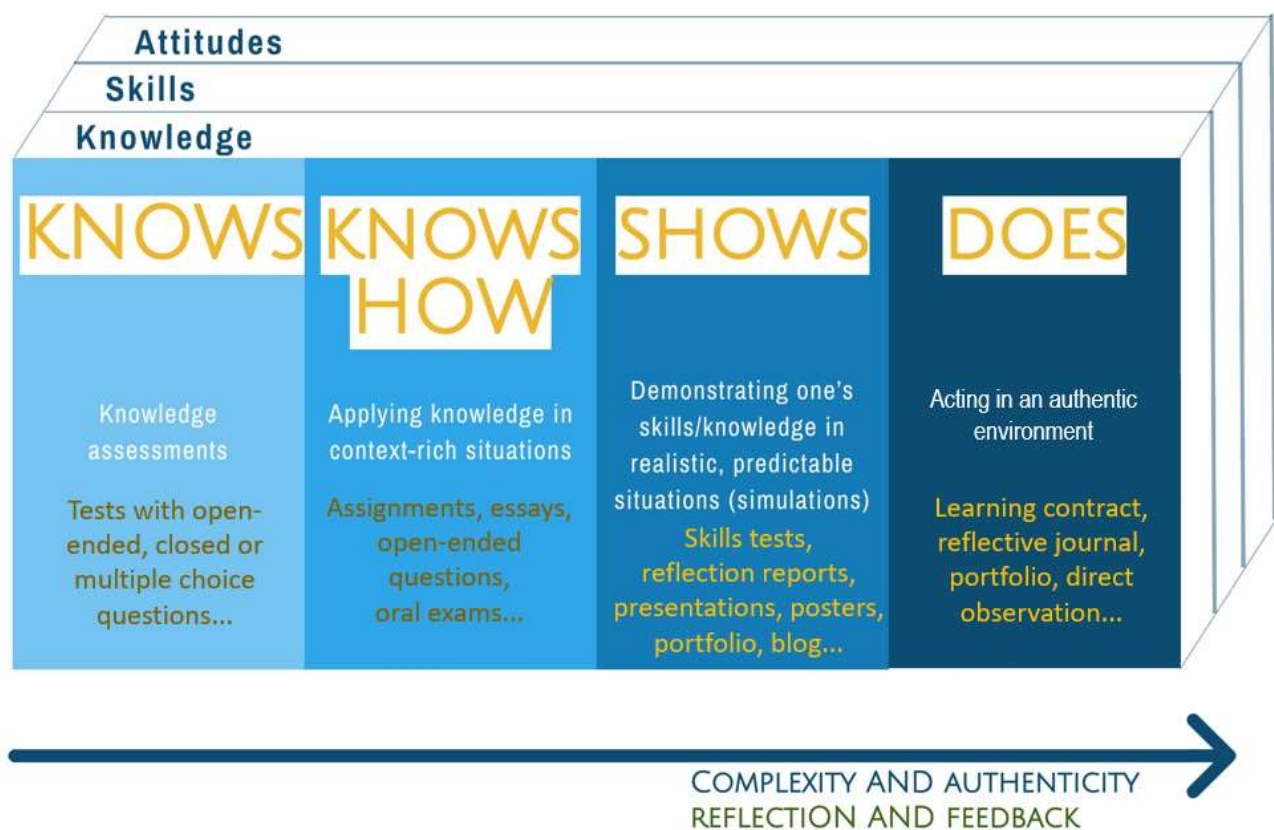 Attitudes
Skills
Knowledge
KNOWS
Knowledge
assessments
Tests with open-
ended, closed or
multiple choice
questions...
KNOWS
HOW
Applying knowledge in
context-rich situations
Assignments, essays,
open-ended
questions,
oral exams...
SHOWS
Demonstrating one's
skills/knowledge in
realistic, predictable
situations (simulations)
Skills tests,
reflection reports,
presentations, posters,
portfolio, blog...
DOES
Acting in an authentic
environment
Learning contract,
reflective journal,
portfolio, direct
observation...
COMPLEXITY AND AUTHENTICITY
REFLECTION AND FEEDBACK